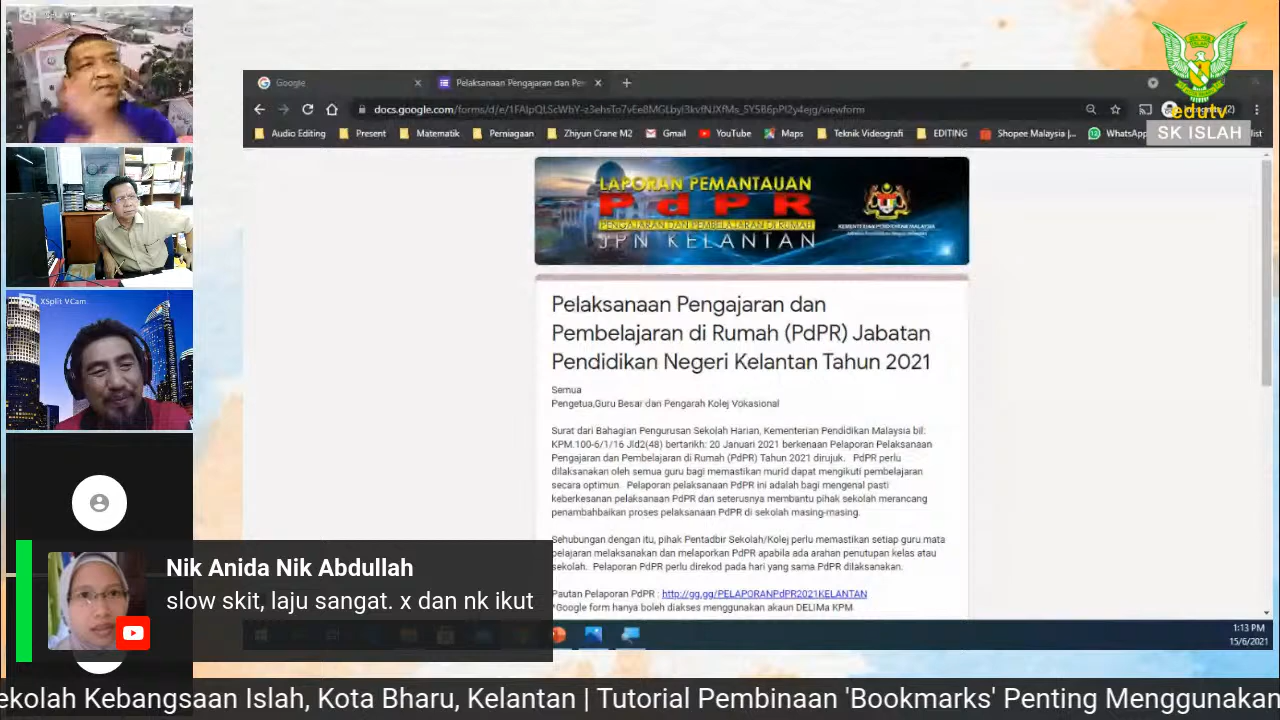 Google
Pelaksanaan Pengajaran dan Pe
Audio Editing
Present
Matematik
Perniagaan
Zhiyun Crane M2
Gmail
YouTube
Maps
Teknik Videografi
EDITING
Shopee Malaysia |...
WhatsApp
list
edutv
SK ISLAH
XSplit VCam
LAPORAN PEMANTAUAN
PdPR
PENGAJARAN DAN PEMBELAJARAN DI RUMAH
JPN KELANTAN
KEMENTERIAN PENDIDIKAN MALAYSIA
Pelaksanaan Pengajaran dan
Pembelajaran di Rumah (PdPR) Jabatan
Pendidikan Negeri Kelantan Tahun 2021
Semua
Pengetua,Guru Besar dan Pengarah Kolej Vokasional
Surat dari Bahagian Pengurusan Sekolah Harian, Kementerian Pendidikan Malaysia bil:
KPM.100-6/1/16 Jld2(48) bertarikh: 20 Januari 2021 berkenaan Pelaporan Pelaksanaan
Pengajaran dan Pembelajaran di Rumah (PdPR) Tahun 2021 dirujuk. PdPR perlu
dilaksanakan oleh semua guru bagi memastikan murid dapat mengikuti pembelajaran
secara optimun. Pelaporan pelaksanaan PdPR ini adalah bagi mengenal pasti
keberkesanan pelaksanaan PdPR dan seterusnya membantu pihak sekolah merancang
penambahbaikan proses pelaksanaan PdPR di sekolah masing-masing.
Sehubungan dengan itu, pihak Pentadbir Sekolah/Kolej perlu memastikan setiap guru mata
pelajaran melaksanakan dan melaporkan PdPR apabila ada arahan penutupan kelas atau
sekolah. Pelaporan PdPR perlu direkod pada hari yang sama PdPR dilaksanakan.
Pautan Pelaporan PdPR : http://gg.gg/PELAPORANPdPR2021KELANTAN
*Google form hanya boleh diakses menggunakan akaun DELIMa KPM
Nik Anida Nik Abdullah
slow skit, laju sangat. x dan nk ikut
1:13 PM
15/6/2021
ekolah Kebangsaan Islah, Kota Bharu, Kelantan | Tutorial Pembinaan 'Bookmarks' Penting Menggunakan